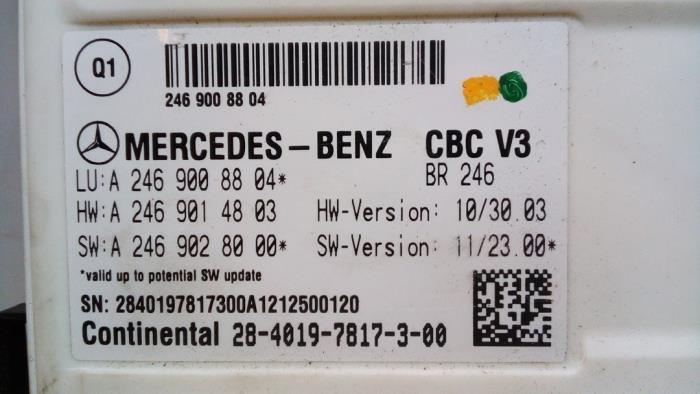 Q1
246 900 88 04
MERCEDES-BENZ CBC V3
LU:A 246 900 88 04* BR 246
HW:A 246 901 48 03 HW-Version: 10/30.03
SW:A 246 902 80 00* SW-Version: 11/23.00*
*valid up to potential SW update
SN: 2840197817300A1212500120
Continental 28-4019-7817-3-00